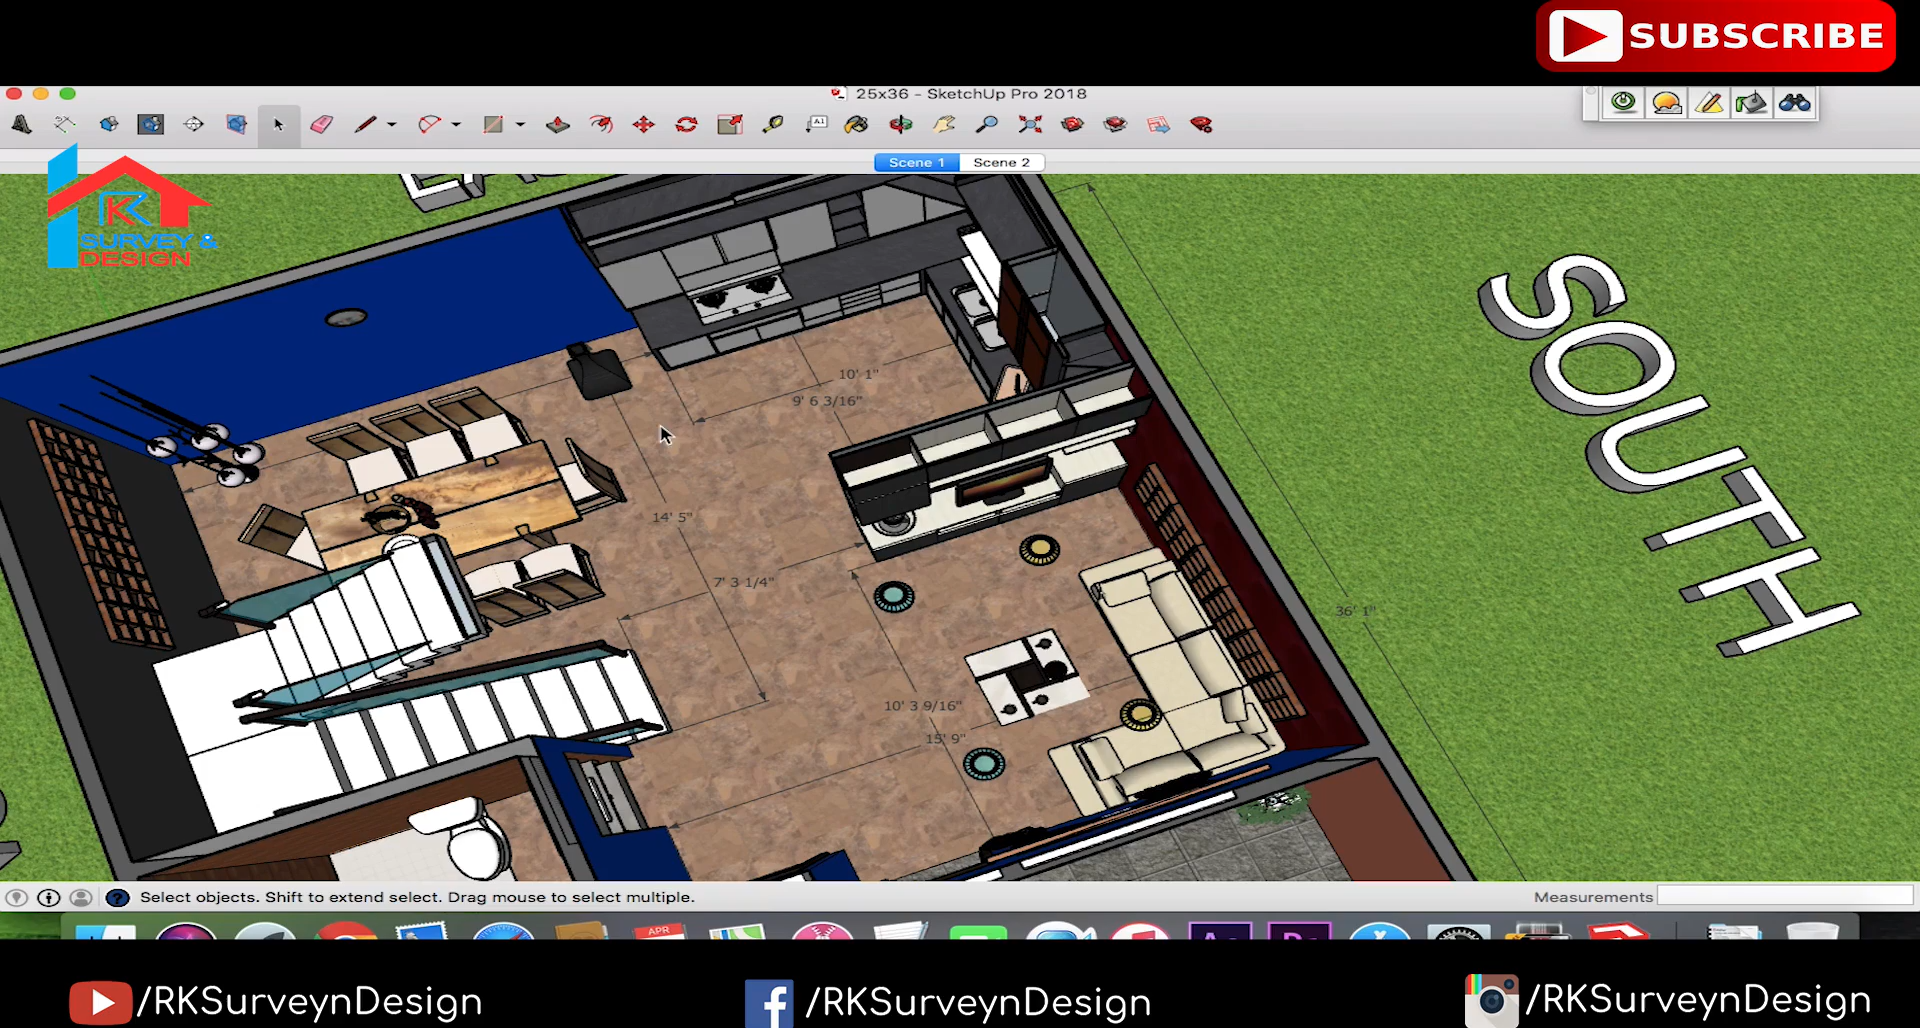 SUBSCRIBE
25x36 - SketchUp Pro 2018
A1
Scene 1
Scene 2
SURVEY &
DESIGN
SOUTH
10' 1"
9' 6 3/16"
14' 5"
7' 3 1/4"
36' 1"
10' 3 9/16"
15' 9"
Select objects. Shift to extend select. Drag mouse to select multiple.
Measurements
APR
/RKSurveynDesign
/RKSurveynDesign
/RKSurveynDesign